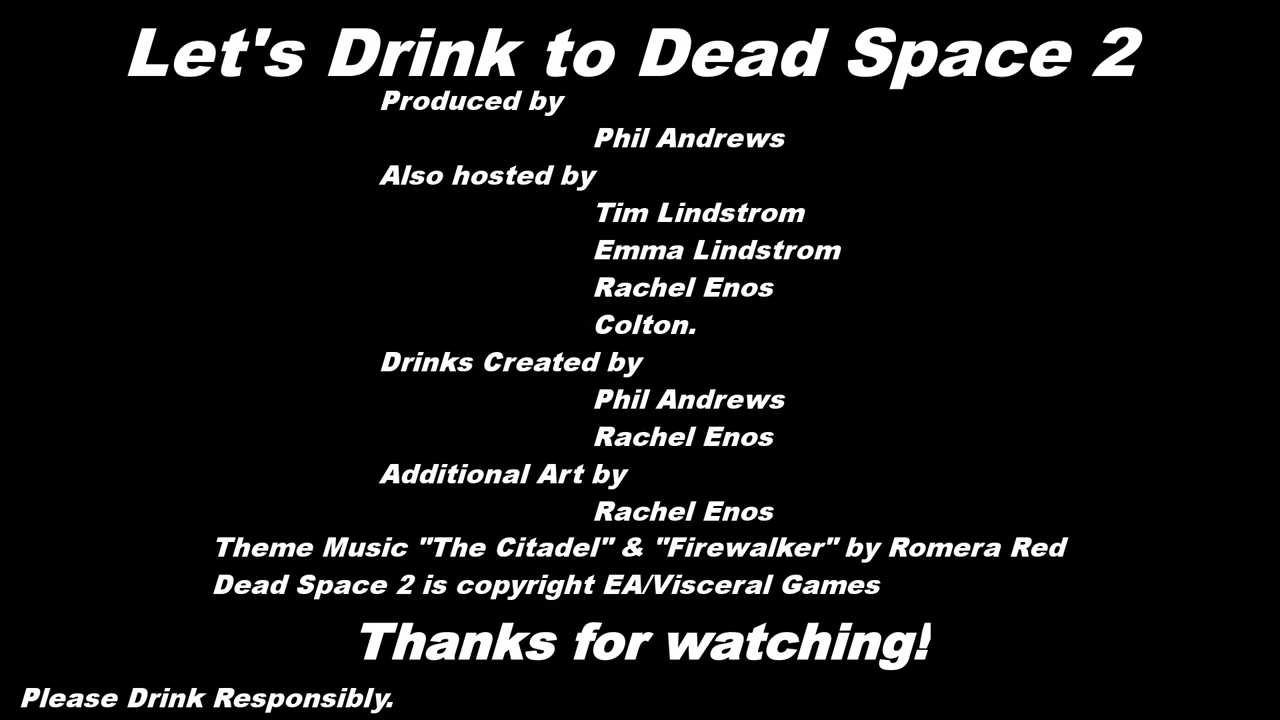 Let's Drink to Dead Space 2
Produced by
Phil Andrews
Also hosted by
Tim Lindstrom
Emma Lindstrom
Rachel Enos
Colton.
Drinks Created by
Phil Andrews
Rachel Enos
Additional Art by
Rachel Enos
Theme Music "The Citadel" & "Firewalker" by Romera Red
Dead Space 2 is copyright EA/Visceral Games
Thanks for watching!
Please Drink Responsibly.